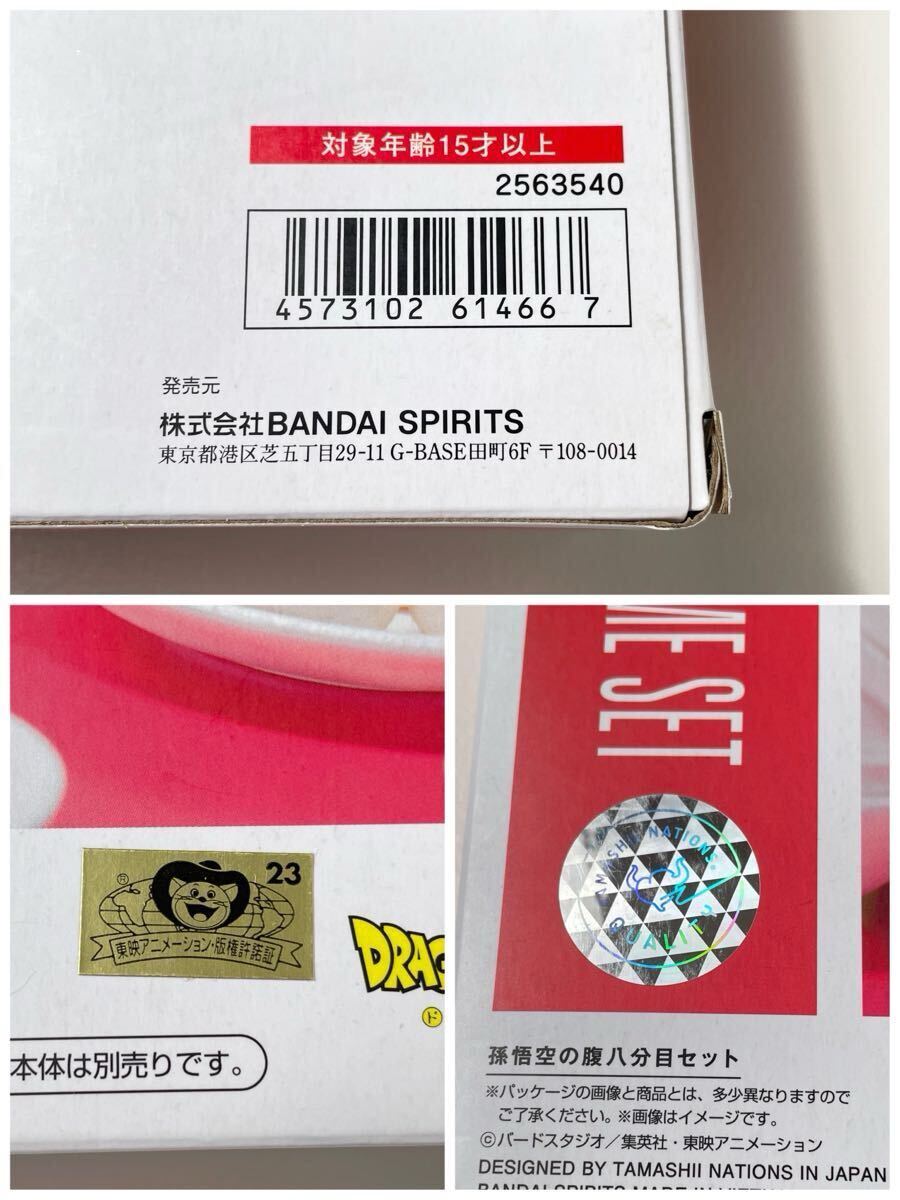 対象年齢15才以上
2563540
4573102 61466 7
発売元
株式会社BANDAI SPIRITS
東京都港区芝五丁目29-11 G-BASE田町6F 〒108-0014
® 23
東映アニメーション・版権許諾証
DRAG
ド
本体は別売りです。
ME SET
TAMASHII NATIONS.
QUALITY
孫悟空の腹八分目セット
※パッケージの画像と商品とは、多少異なりますので
ご了承ください。※画像はイメージです。
©バードスタジオ/集英社・東映アニメーション
DESIGNED BY TAMASHII NATIONS IN JAPAN
BANDAI SPIRITS MADE IN